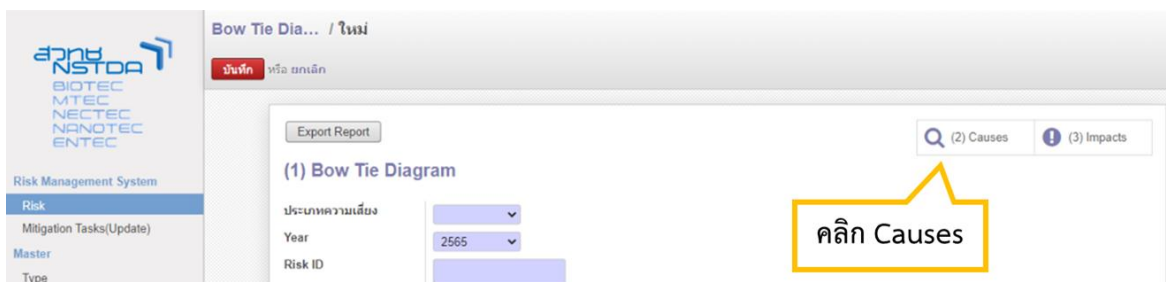 Bow Tie Dia... / ใหม่
สวทช
NSTDA
BIOTEC
MTEC
NECTEC
NANOTEC
ENTEC
บันทึก หรือ ยกเลิก
Export Report
(2) Causes
(3) Impacts
(1) Bow Tie Diagram
Risk Management System
Risk
Mitigation Tasks(Update)
Master
Type
ประเภทความเสี่ยง
Year 2565
Risk ID
คลิก Causes